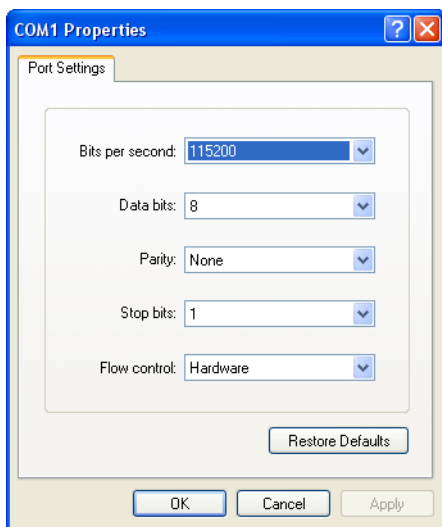 COM1 Properties
Port Settings
Bits per second: 115200
Data bits: 8
Parity: None
Stop bits: 1
Flow control: Hardware
Restore Defaults
OK Cancel Apply